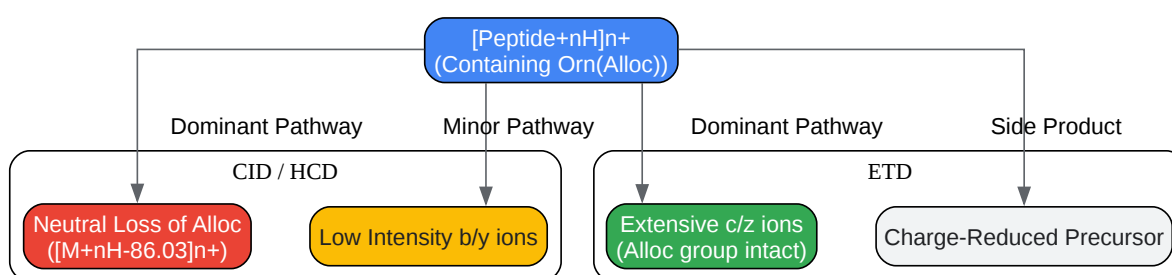 [Peptide+nH]n+
(Containing Orn(Alloc))
Dominant Pathway
Minor Pathway
Dominant Pathway
Side Product
CID / HCD
ETD
Neutral Loss of Alloc
([M+nH-86.03]n+)
Low Intensity b/y ions
Extensive c/z ions
(Alloc group intact)
Charge-Reduced Precursor